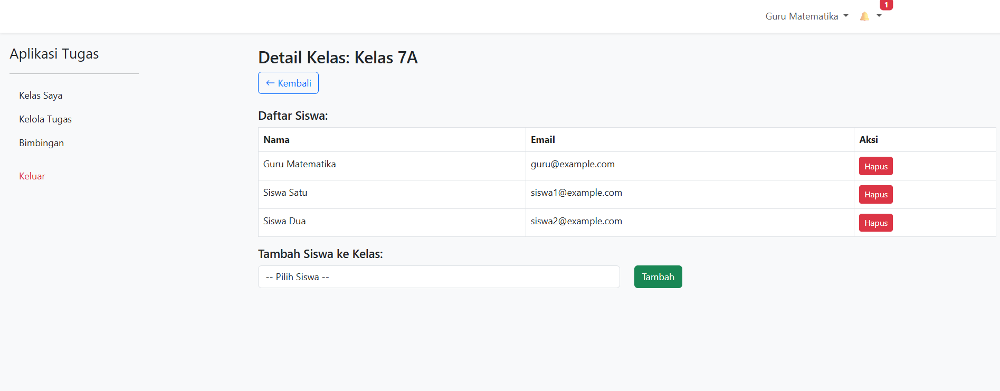 Guru Matematika
1
Aplikasi Tugas
Kelas Saya
Kelola Tugas
Bimbingan
Keluar
Detail Kelas: Kelas 7A
← Kembali
Daftar Siswa:
Nama Email Aksi
Guru Matematika guru@example.com Hapus
Siswa Satu siswa1@example.com Hapus
Siswa Dua siswa2@example.com Hapus
Tambah Siswa ke Kelas:
-- Pilih Siswa -- Tambah